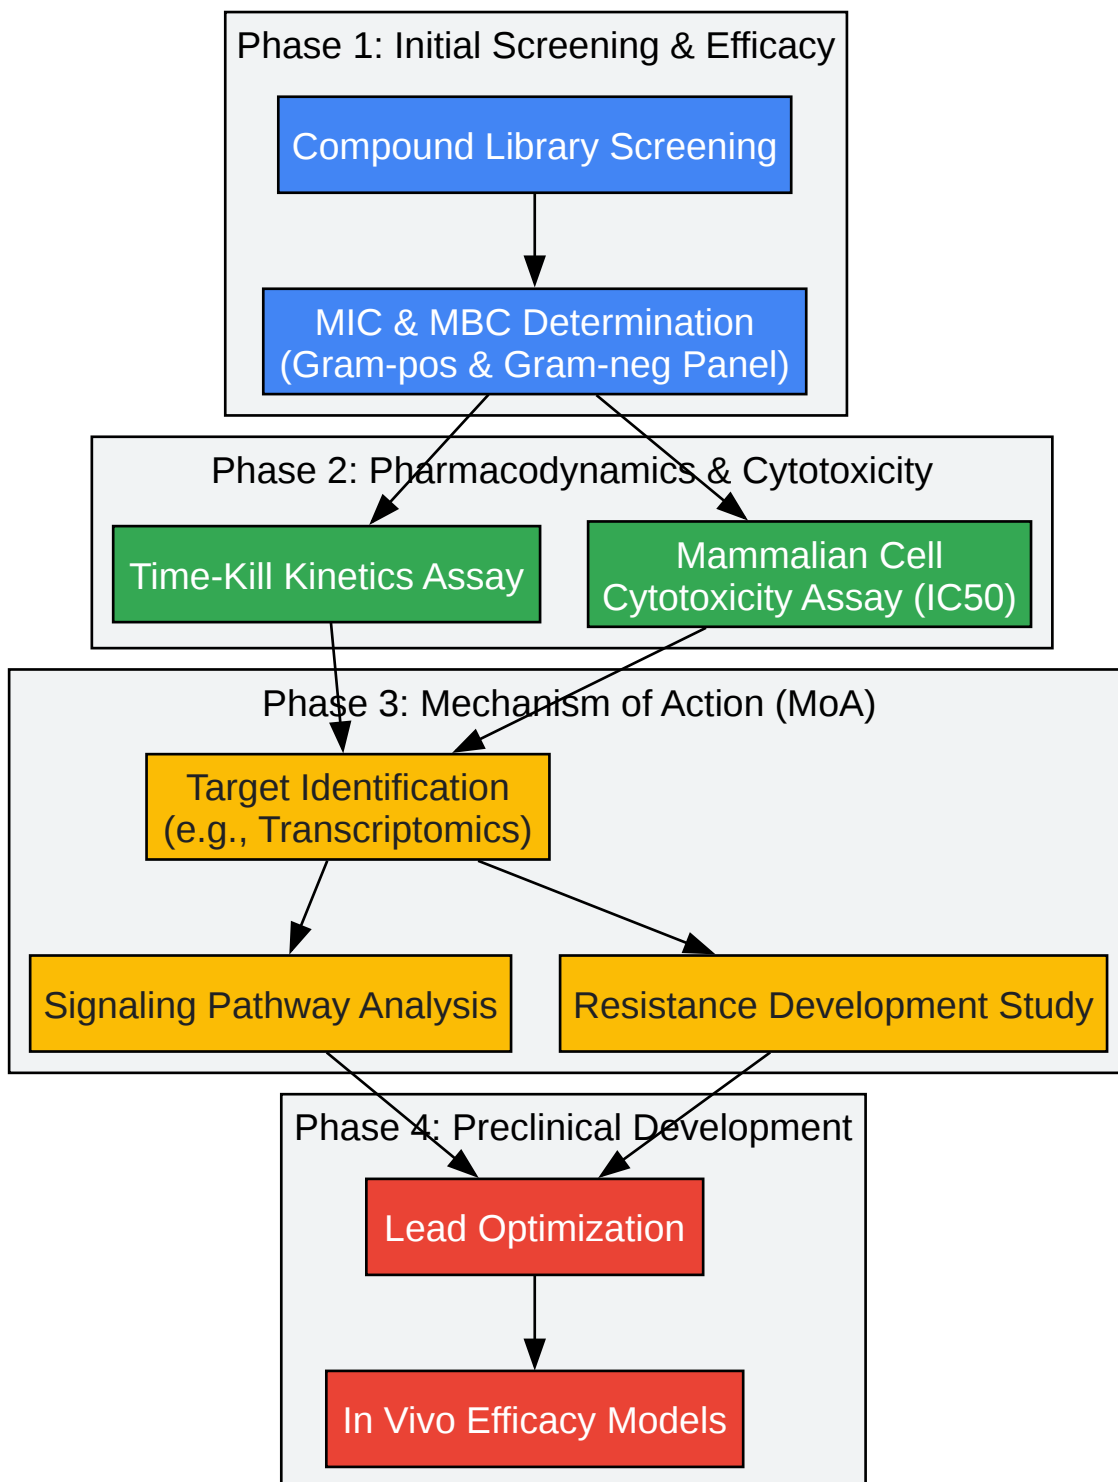 Phase 1: Initial Screening & Efficacy
Compound Library Screening
MIC & MBC Determination
(Gram-pos & Gram-neg Panel)
Phase 2: Pharmacodynamics & Cytotoxicity
Time-Kill Kinetics Assay
Mammalian Cell
Cytotoxicity Assay (IC50)
Phase 3: Mechanism of Action (MoA)
Target Identification
(e.g., Transcriptomics)
Signaling Pathway Analysis
Resistance Development Study
Phase 4: Preclinical Development
Lead Optimization
In Vivo Efficacy Models